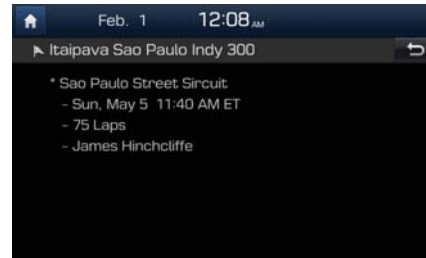 Feb. 1 12:08 AM
Itaipava Sao Paulo Indy 300
* Sao Paulo Street Sircuit
- Sun, May 5 11:40 AM ET
- 75 Laps
- James Hinchcliffe